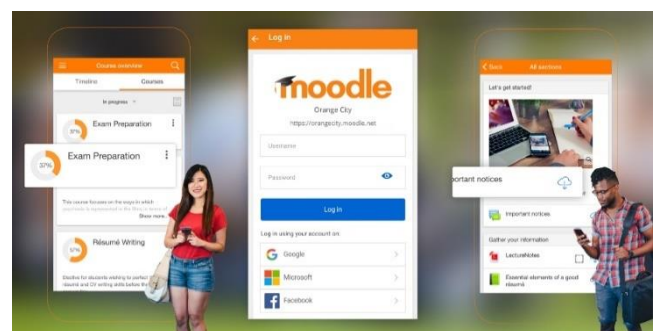 Course overview
Timeline
Courses
In progress
37%
Exam Preparation
37%
Exam Preparation
This course focuses on the ways in which
Show more
57%
Résumé Writing
Log in
moodle
Orange City
https://orangecity.moodle.net
Username
Password
Log in
Log in using your account on:
Google
Microsoft
Facebook
Back
All sections
Let's get started!
portant notices
Important notices
Gather your information
LectureNotes
Essential elements of a good
résumé